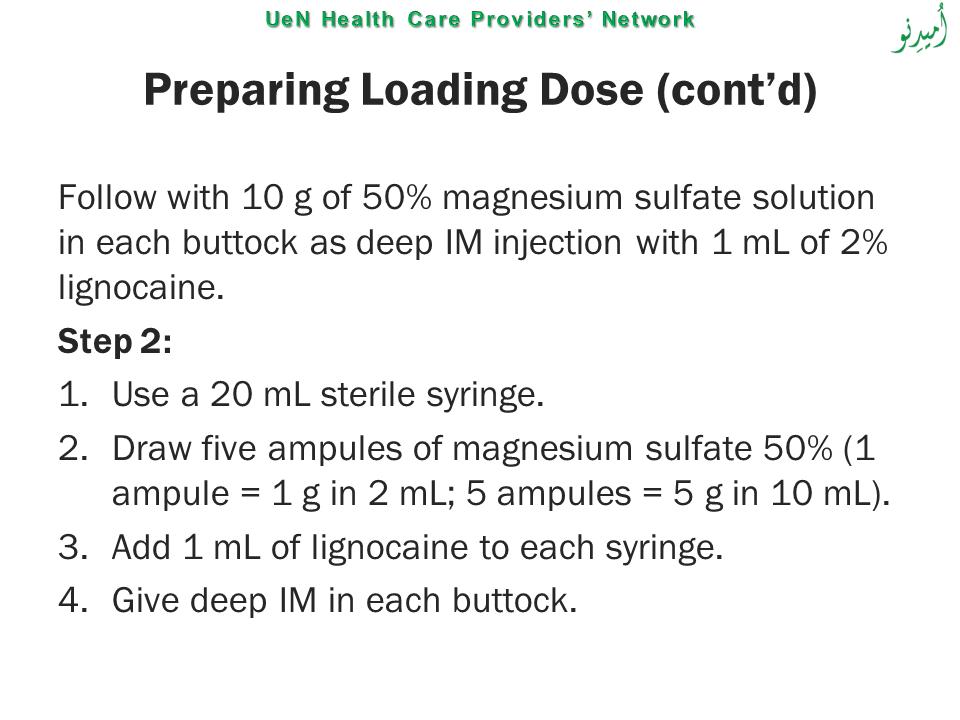 UeN Health Care Providers’ Network
اُميدِنو
Preparing Loading Dose (cont’d)
Follow with 10 g of 50% magnesium sulfate solution
in each buttock as deep IM injection with 1 mL of 2%
lignocaine.
Step 2:
1. Use a 20 mL sterile syringe.
2. Draw five ampules of magnesium sulfate 50% (1
ampule = 1 g in 2 mL; 5 ampules = 5 g in 10 mL).
3. Add 1 mL of lignocaine to each syringe.
4. Give deep IM in each buttock.